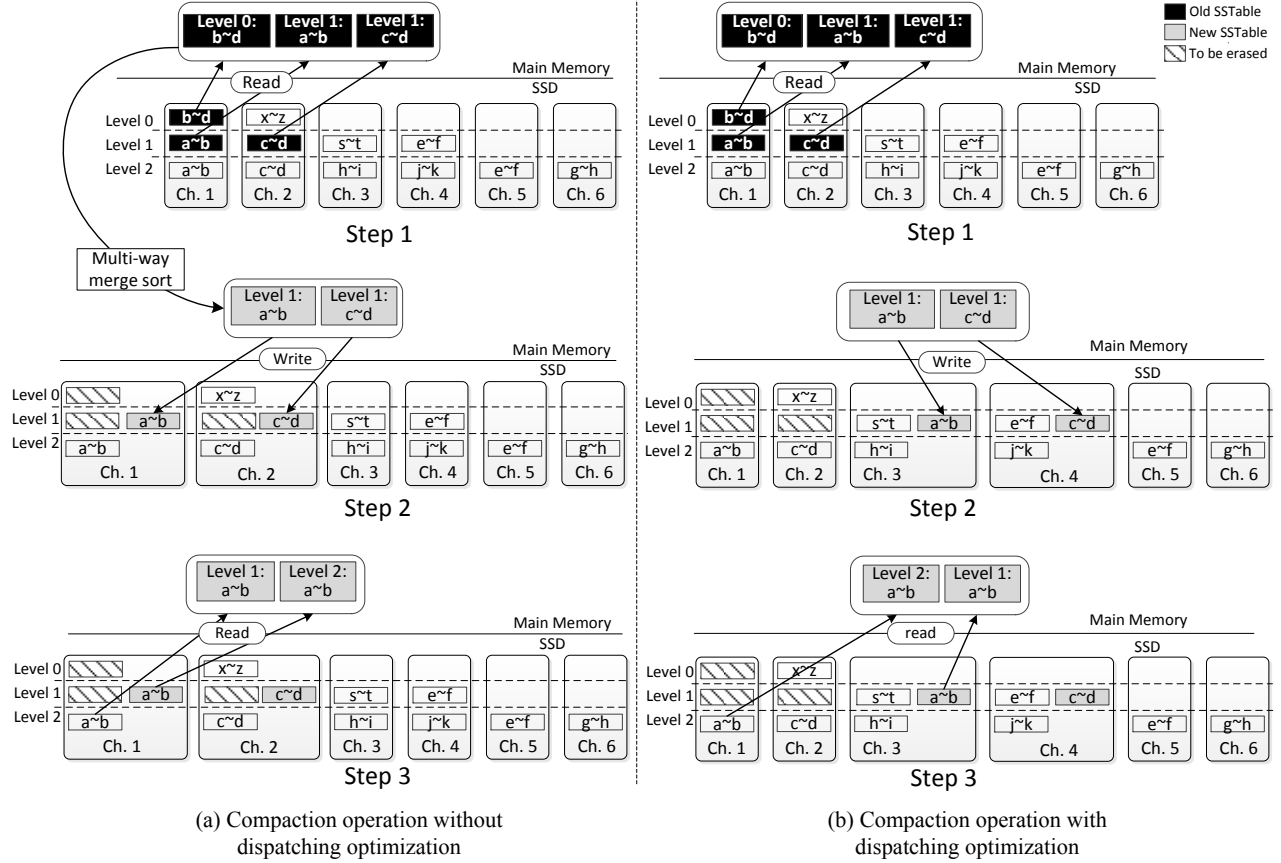 Level 0: b~d
Level 1: a~b
Level 1: c~d
Read
Main Memory
SSD
Level 0 b~d x~z
Level 1 a~b c~d s~t e~f
Level 2 a~b c~d h~i j~k e~f g~h
Ch. 1 Ch. 2 Ch. 3 Ch. 4 Ch. 5 Ch. 6
Step 1
Multi-way
merge sort
Level 1: a~b
Level 1: c~d
Write
Main Memory
SSD
Level 0 x~z
Level 1 a~b c~d s~t e~f
Level 2 a~b c~d h~i j~k e~f g~h
Ch. 1 Ch. 2 Ch. 3 Ch. 4 Ch. 5 Ch. 6
Step 2
Level 1: a~b
Level 2: a~b
Read
Main Memory
SSD
Level 0 x~z
Level 1 a~b c~d s~t e~f
Level 2 a~b c~d h~i j~k e~f g~h
Ch. 1 Ch. 2 Ch. 3 Ch. 4 Ch. 5 Ch. 6
Step 3
(a) Compaction operation without
dispatching optimization
Old SSTable
New SSTable
To be erased
Level 0: b~d
Level 1: a~b
Level 1: c~d
Read
Main Memory
SSD
Level 0 b~d x~z
Level 1 a~b c~d s~t e~f
Level 2 a~b c~d h~i j~k e~f g~h
Ch. 1 Ch. 2 Ch. 3 Ch. 4 Ch. 5 Ch. 6
Step 1
Level 1: a~b
Level 1: c~d
Write
Main Memory
SSD
Level 0 x~z
Level 1 s~t a~b e~f c~d
Level 2 a~b c~d h~i j~k e~f g~h
Ch. 1 Ch. 2 Ch. 3 Ch. 4 Ch. 5 Ch. 6
Step 2
Level 2: a~b
Level 1: a~b
read
Main Memory
SSD
Level 0 x~z
Level 1 s~t a~b e~f c~d
Level 2 a~b c~d h~i j~k e~f g~h
Ch. 1 Ch. 2 Ch. 3 Ch. 4 Ch. 5 Ch. 6
Step 3
(b) Compaction operation with
dispatching optimization